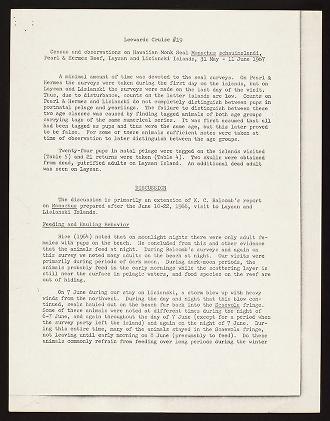 Leewards Cruise #19
Census and observations on Hawaiian Monk Seal Monachus schauinslandi,
Pearl & Hermes Reef, Laysan and Lisianski Islands, 31 May - 11 June 1967
A minimal amount of time was devoted to the seal surveys. On Pearl &
Hermes the surveys were taken during the first day on the islands, but on
Laysan and Lisianski the surveys were made on the last day of the visits.
Thus, due to disturbance, counts on the latter islands are low. Counts on
Pearl & Hermes and Lisianski do not completely distinguish between pups in
postnatal pelage and yearlings. The failure to distinguish between these
two age classes was caused by finding tagged animals of both age groups
carrying tags of the same numerical series. It was first assumed that all
had been tagged as pups and thus were the same age, but this later proved
to be false. For some of these animals sufficient notes were taken at
time of observation to later distinguish between the age groups.
Twenty-four pups in natal pelage were tagged on the islands visited
(Table 5) and 21 returns were taken (Table 4). Two skulls were obtained
from dead, putrified adults on Laysan Island. An additional dead adult
was seen on Laysan.
DISCUSSION
The discussion is primarily an extension of K. C. Balcomb's report
on Monachus prepared after the June 18-22, 1966, visit to Laysan and
Lisianski Islands.
Feeding and Hauling Behavior
Rice (1964) noted that on moonlight nights there were only adult fe-
males with pups on the beach. He concluded from this and other evidence
that the animals feed at night. During Balcomb's surveys and again on
this survey we noted many adults on the beach at night. Our visits were
primarily during periods of dark moon. During dark-moon periods, the
animals probably feed in the early mornings while the scattering layer is
still near the surface in pelagic waters, and food species on the reef are
out of hiding.
On 7 June during our stay on Lisianski, a storm blew up with heavy
winds from the northwest. During the day and night that this blow con-
tinued, seals hauled out on the beach far back into the Scaevola fringe.
Some of these animals were noted at different times during the night of
6-7 June, and again throughout the day of 7 June (except for a period when
the survey party left the island) and again on the night of 7 June. Dur-
ing this entire time, many of the animals stayed in the Scaevola fringe,
not leaving until early morning on 8 June (presumably to feed). Do these
animals commonly refrain from feeding over long periods during the winter